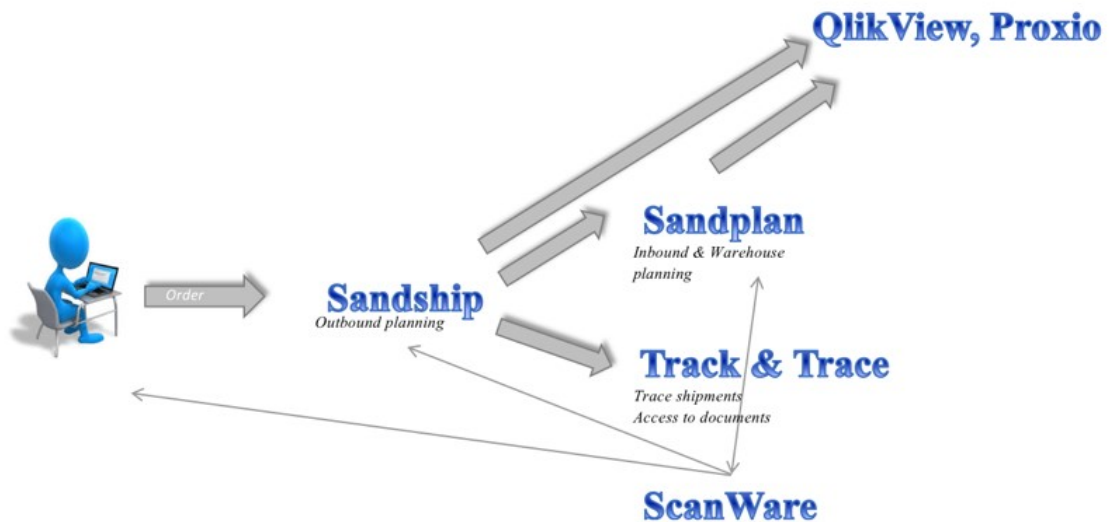 QlikView, Proxio
Sandplan
Inbound & Warehouse
planning
Order
Sandship
Outbound planning
Track & Trace
Trace shipments
Access to documents
ScanWare